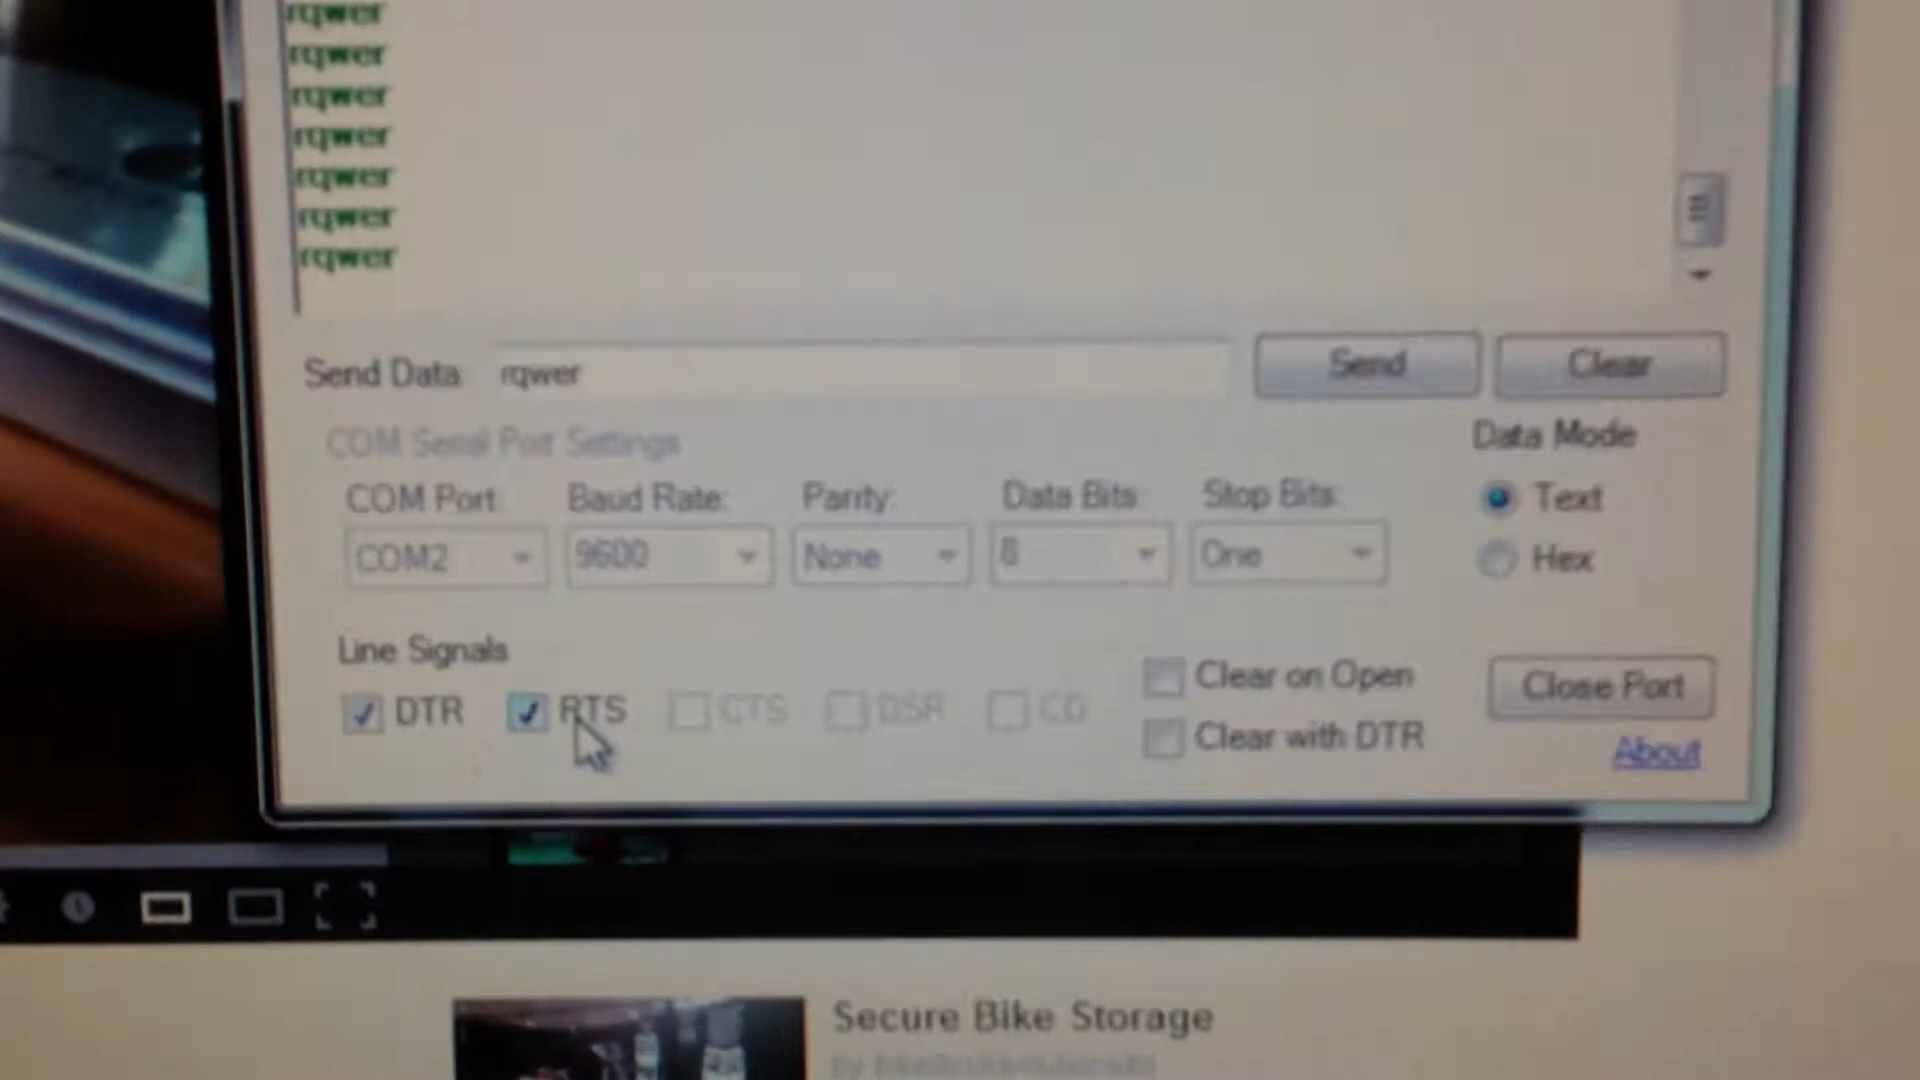 rqwer
rqwer
rqwer
rqwer
rqwer
rqwer
rqwer
Send Data: rqwer Send Clear
COM Serial Port Settings Data Mode
COM Port: Baud Rate: Parity: Data Bits: Stop Bits: Text
COM2 9600 None 8 One Hex
Line Signals
DTR RTS CTS DSR CD Clear on Open Close Port
Clear with DTR About
Secure Bike Storage
by